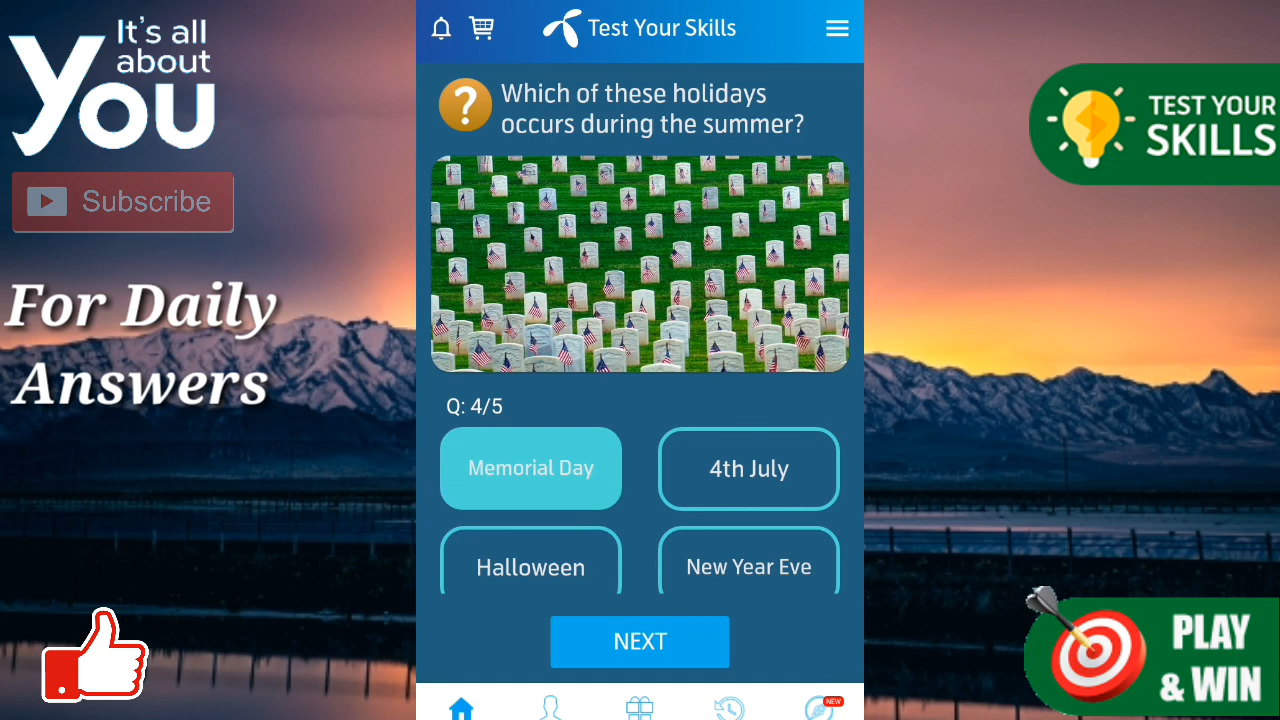 It's all
about
you
Subscribe
For Daily
Answers
Test Your Skills
?
Which of these holidays
occurs during the summer?
Q: 4/5
Memorial Day
4th July
Halloween
New Year Eve
NEXT
NEW
TEST YOUR
SKILLS
PLAY
& WIN